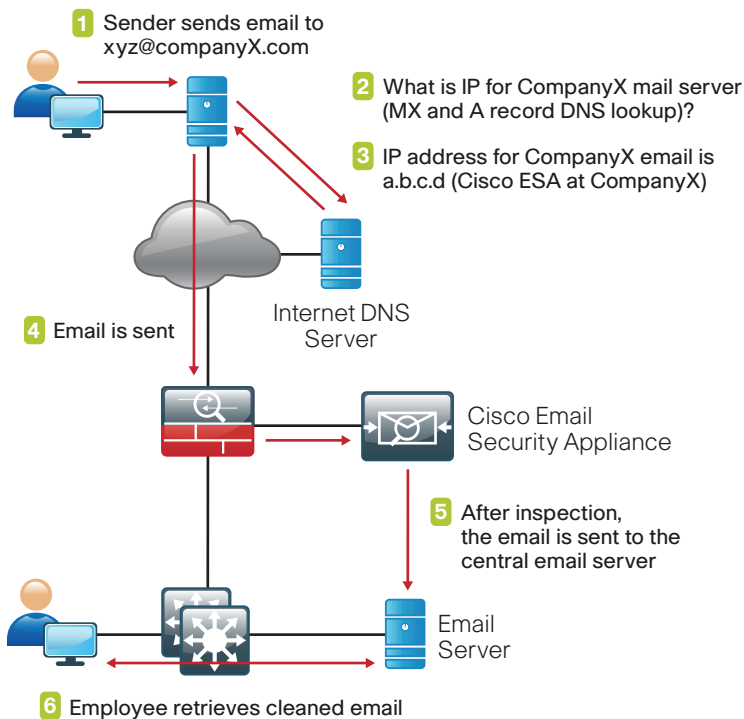 1 Sender sends email to
xyz@companyX.com
2 What is IP for CompanyX mail server
(MX and A record DNS lookup)?
3 IP address for CompanyX email is
a.b.c.d (Cisco ESA at CompanyX)
Internet DNS
Server
4 Email is sent
Cisco Email
Security Appliance
5 After inspection,
the email is sent to the
central email server
Email
Server
6 Employee retrieves cleaned email